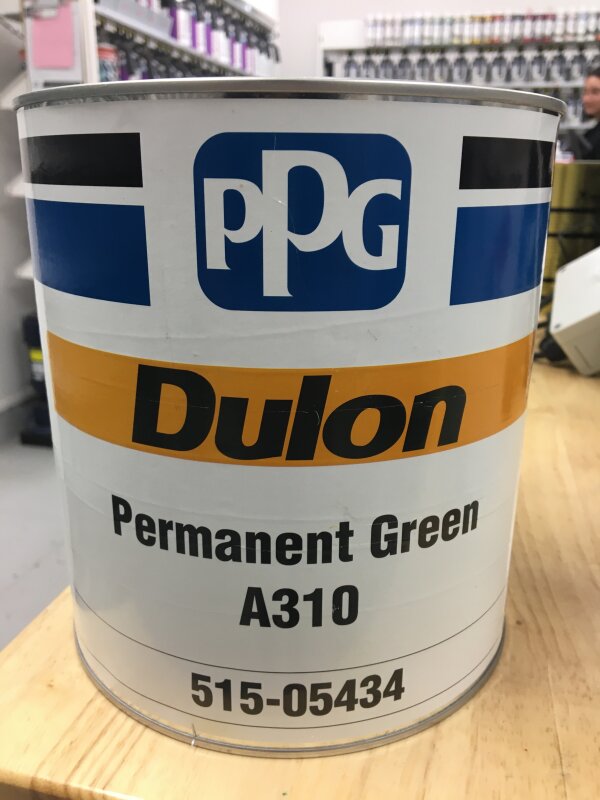 PPG
Dulon
Permanent Green
A310
515-05434